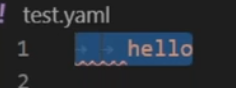 ! test.yaml
1 → → hello
2